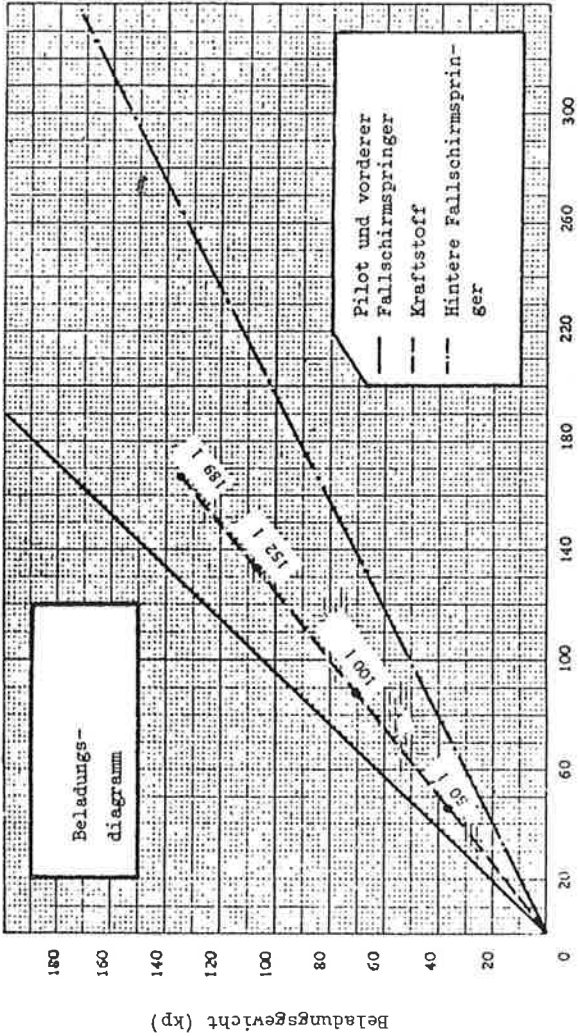 Beladungs-
diagramm
Pilot und vorderer
Fallschirmspringer
Kraftstoff
Hintere Fallschirmsprin-
ger
189 l
152 l
100 l
50 l
Beladungsgewicht (kp)
180
160
140
120
100
80
60
40
20
0
60
100
140
180
220
260
300